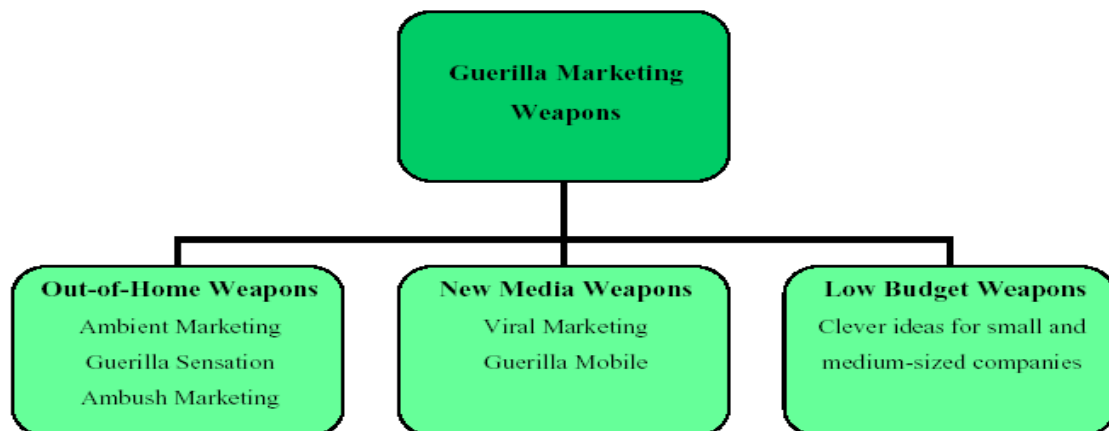 Guerilla Marketing
Weapons
Out-of-Home Weapons
Ambient Marketing
Guerilla Sensation
Ambush Marketing
New Media Weapons
Viral Marketing
Guerilla Mobile
Low Budget Weapons
Clever ideas for small and
medium-sized companies